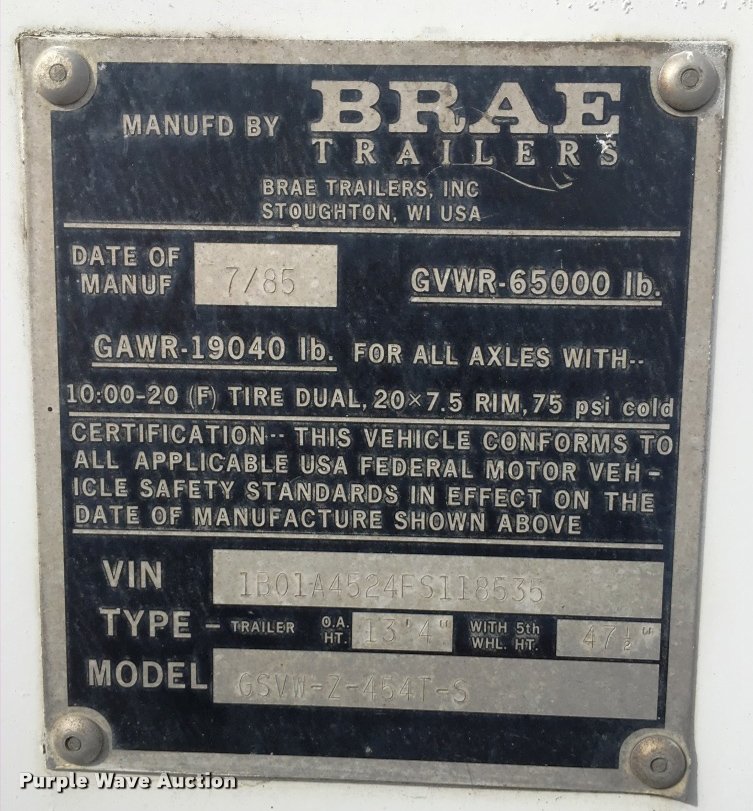 MANUFD BY BRAE
TRAILERS
BRAE TRAILERS, INC
STOUGHTON, WI USA
DATE OF
MANUF 7/85 GVWR-65000 lb.
GAWR-19040 lb. FOR ALL AXLES WITH--
10:00-20 (F) TIRE DUAL, 20×7.5 RIM, 75 psi cold
CERTIFICATION-- THIS VEHICLE CONFORMS TO
ALL APPLICABLE USA FEDERAL MOTOR VEH-
ICLE SAFETY STANDARDS IN EFFECT ON THE
DATE OF MANUFACTURE SHOWN ABOVE
VIN 1B01A4524FS118535
TYPE - TRAILER O.A. HT. 13'4" WITH 5th WHL. HT. 47½"
MODEL GSVW-2-454T-S
Purple Wave Auction